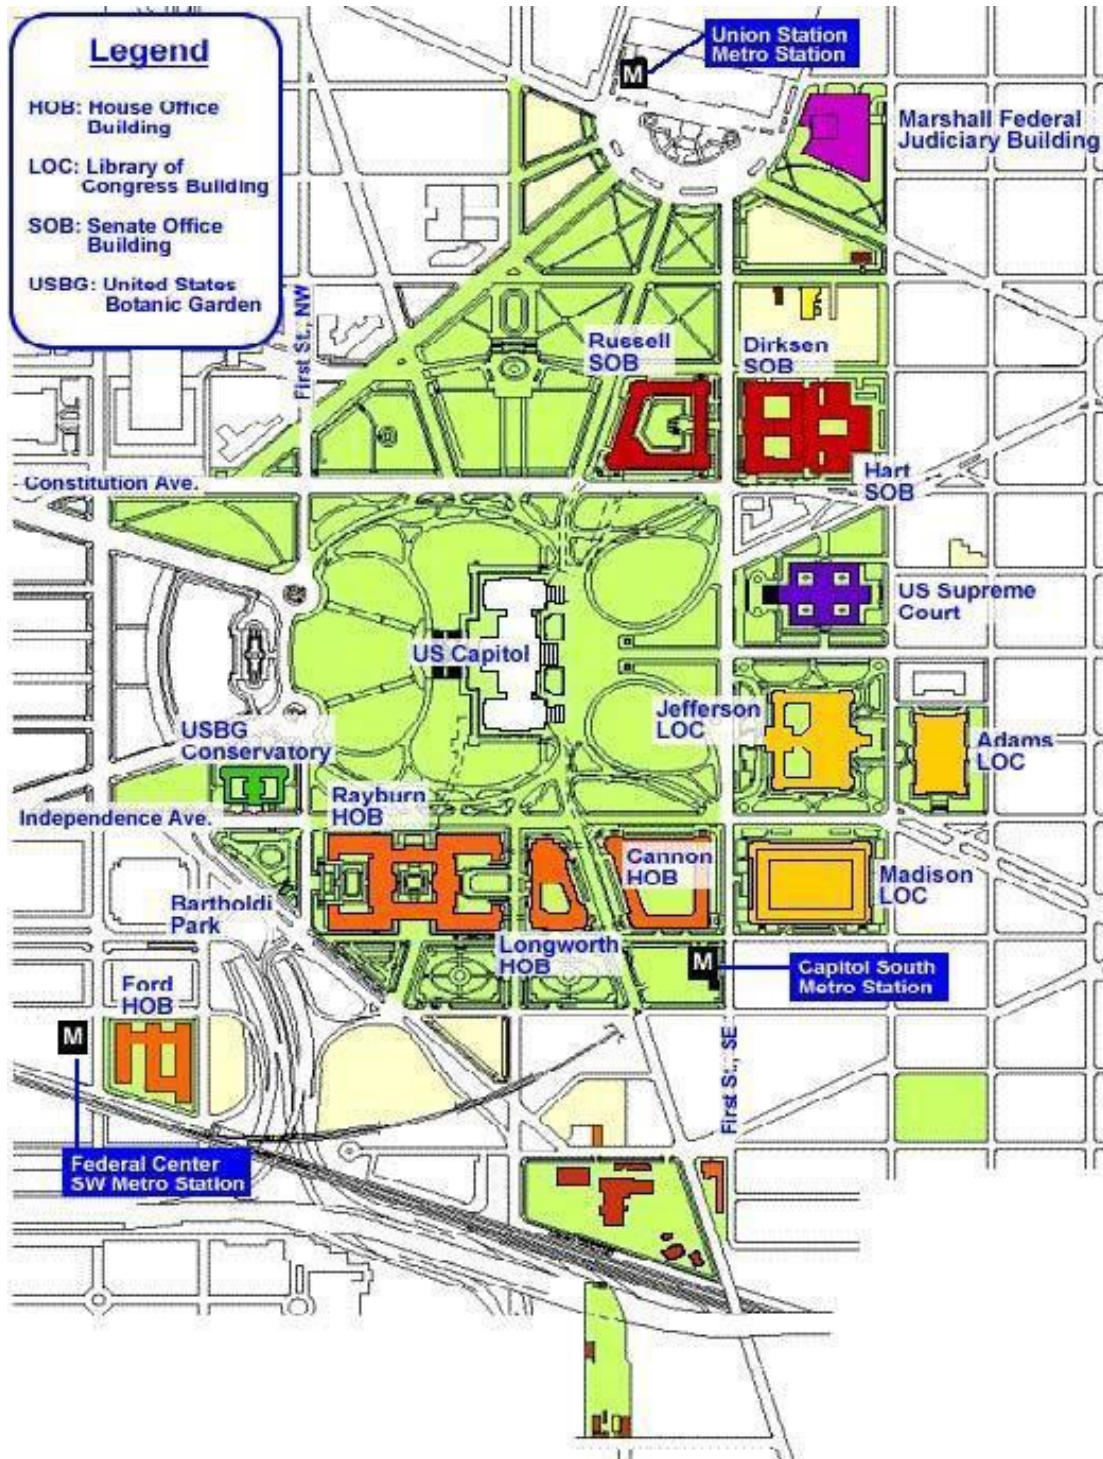 Legend
HOB: House Office
Building
LOC: Library of
Congress Building
SOB: Senate Office
Building
USBG: United States
Botanic Garden
Union Station
Metro Station
M
Marshall Federal
Judiciary Building
First St., NW
Russell
SOB
Dirksen
SOB
Hart
SOB
Constitution Ave.
US Supreme
Court
US Capitol
Jefferson
LOC
Adams
LOC
USBG
Conservatory
Rayburn
HOB
Independence Ave.
Cannon
HOB
Madison
LOC
Bartholdi
Park
Longworth
HOB
M
Capitol South
Metro Station
Ford
HOB
M
First St., SE
Federal Center
SW Metro Station